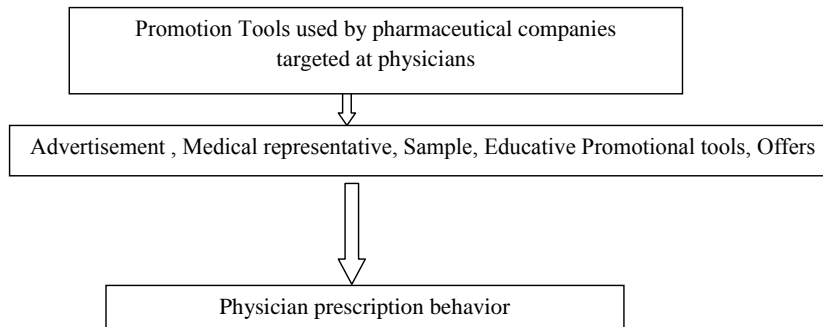 Promotion Tools used by pharmaceutical companies
targeted at physicians
Advertisement , Medical representative, Sample, Educative Promotional tools, Offers
Physician prescription behavior